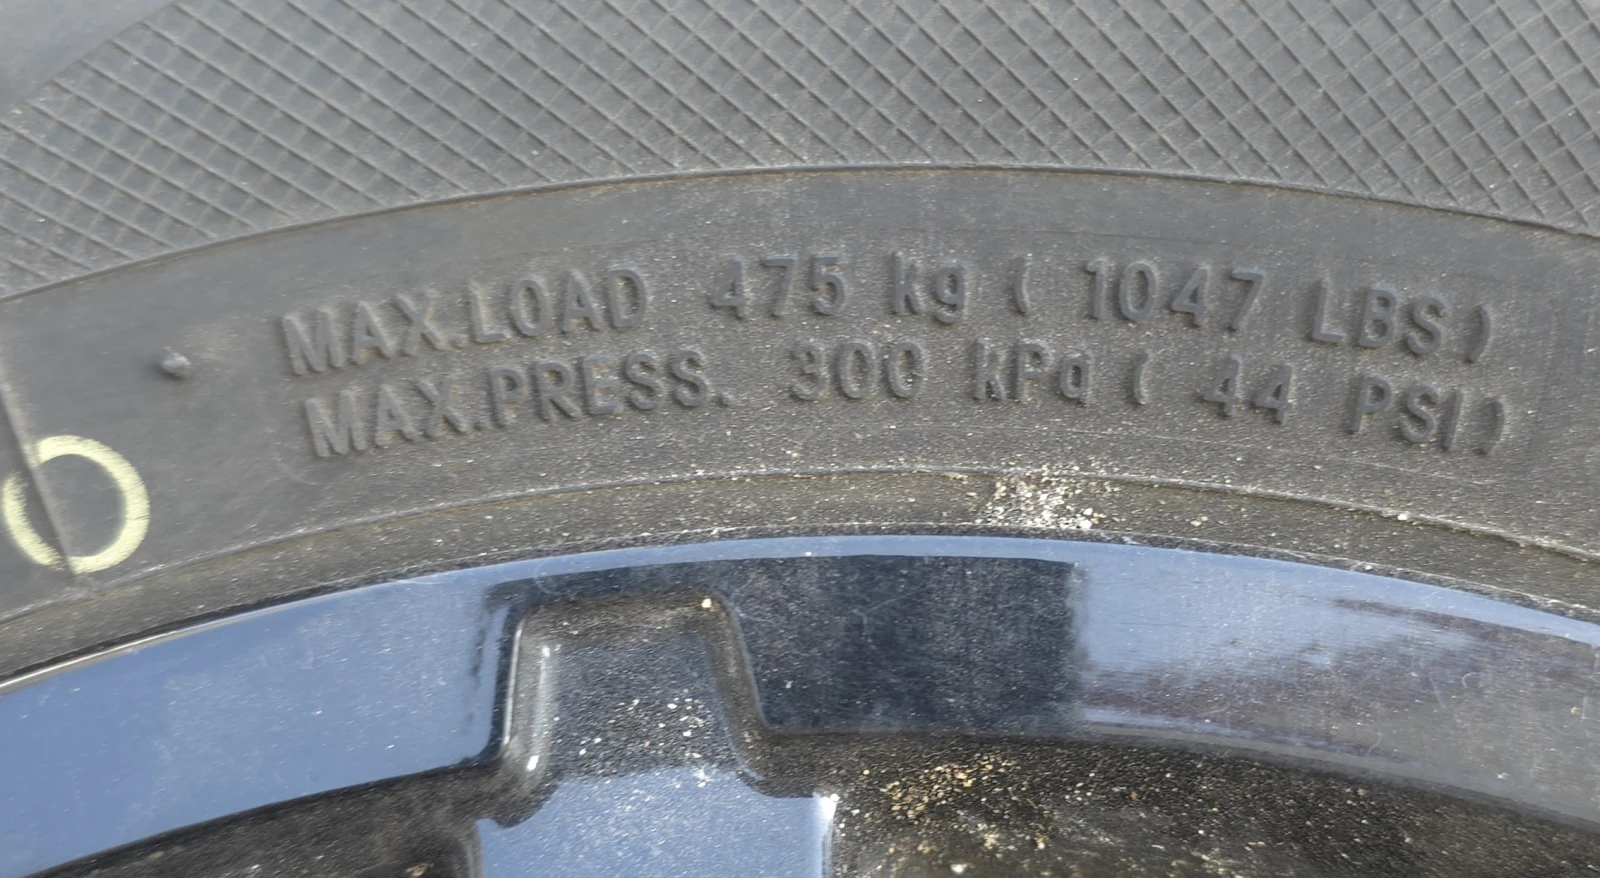 MAX.LOAD 475 kg ( 1047 LBS )
MAX.PRESS. 300 kPa ( 44 PSI )